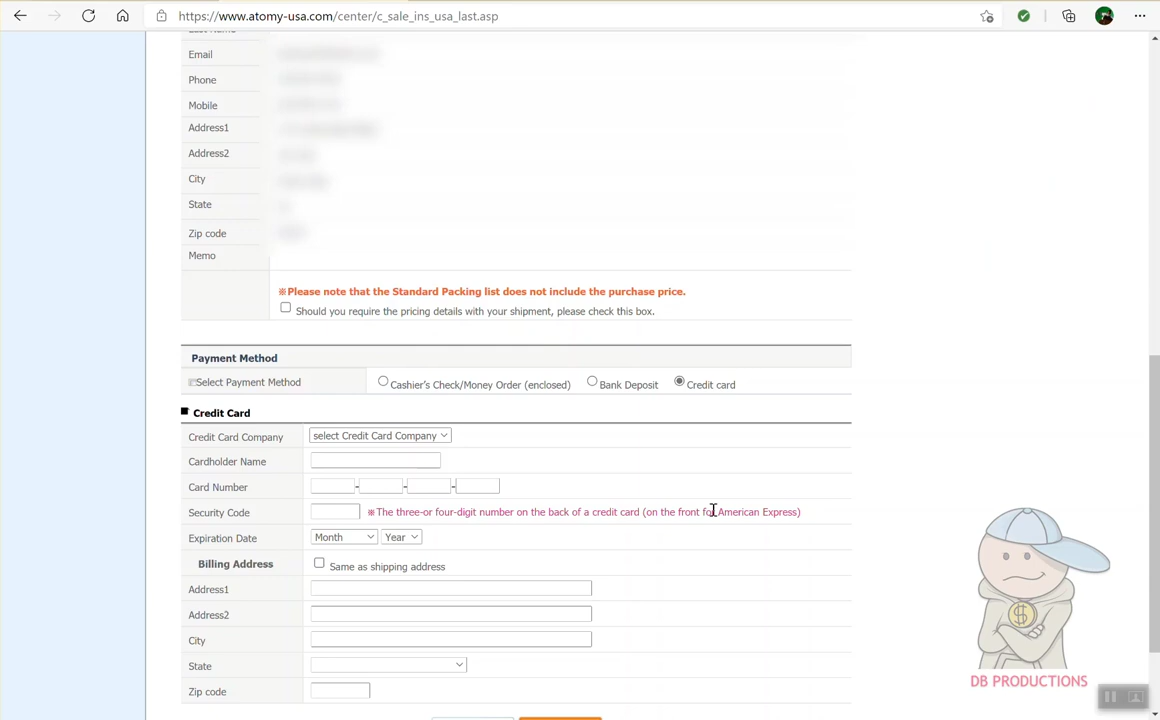 https://www.atomy-usa.com/center/c_sale_ins_usa_last.asp
Last Name
Email
Phone
Mobile
Address1
Address2
City
State
Zip code
Memo
※Please note that the Standard Packing list does not include the purchase price.
Should you require the pricing details with your shipment, please check this box.
Payment Method
Select Payment Method Cashier's Check/Money Order (enclosed) Bank Deposit Credit card
Credit Card
Credit Card Company select Credit Card Company
Cardholder Name
Card Number - - -
Security Code ※The three-or four-digit number on the back of a credit card (on the front for American Express)
Expiration Date Month Year
Billing Address Same as shipping address
Address1
Address2
City
State
Zip code
DB PRODUCTIONS